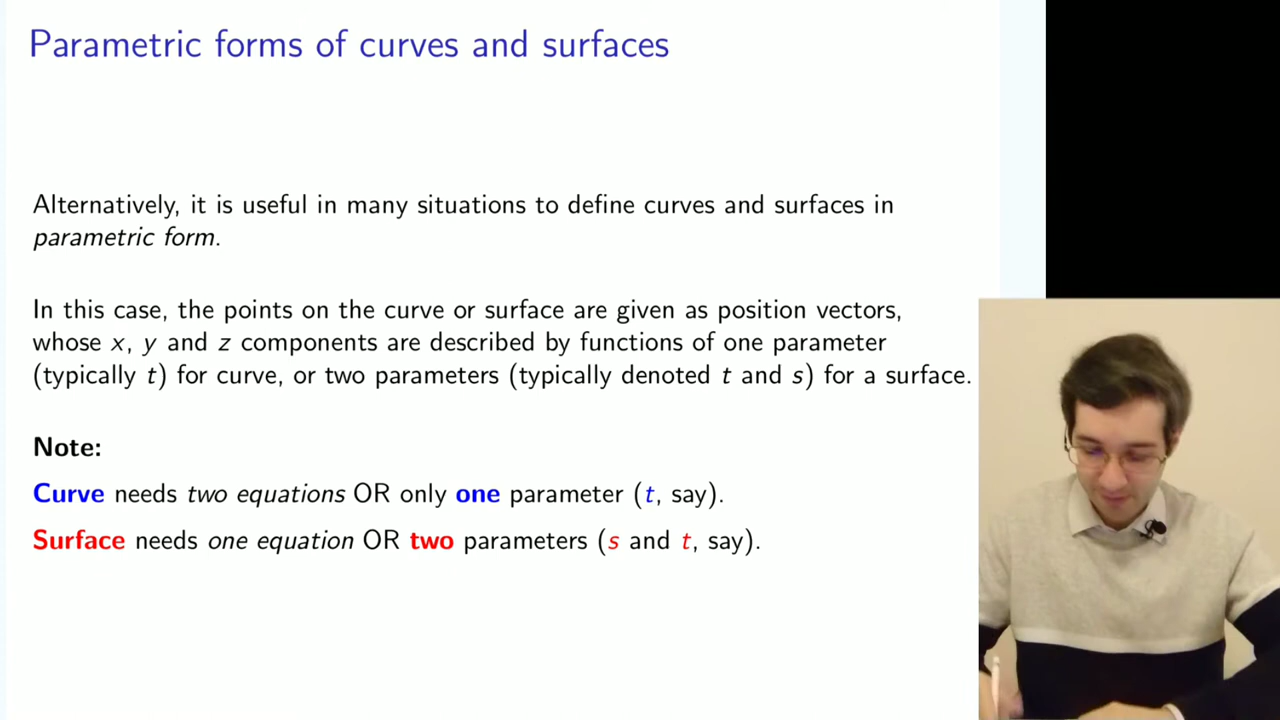 Parametric forms of curves and surfaces
Alternatively, it is useful in many situations to define curves and surfaces in
parametric form.
In this case, the points on the curve or surface are given as position vectors,
whose x, y and z components are described by functions of one parameter
(typically t) for curve, or two parameters (typically denoted t and s) for a surface.
Note:
Curve needs two equations OR only one parameter (t, say).
Surface needs one equation OR two parameters (s and t, say).